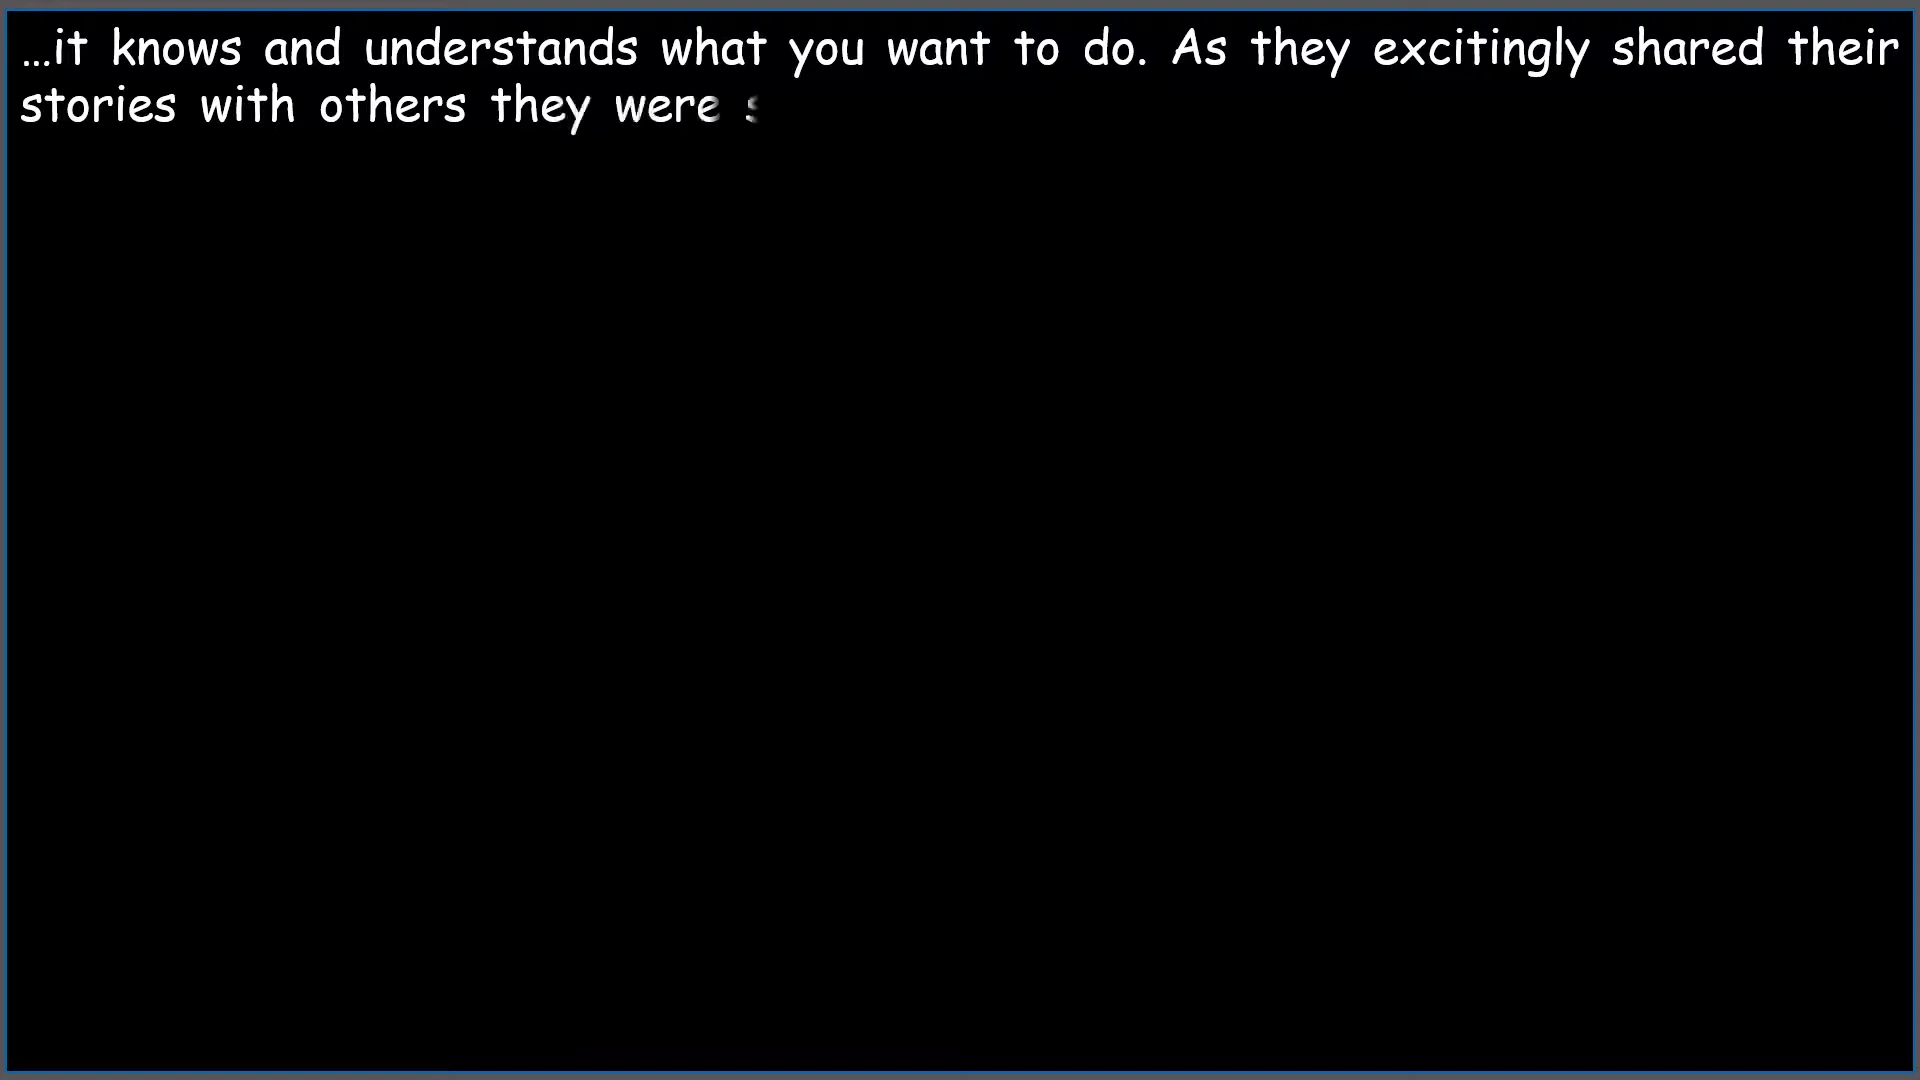 ...it knows and understands what you want to do. As they excitingly shared their
stories with others they were